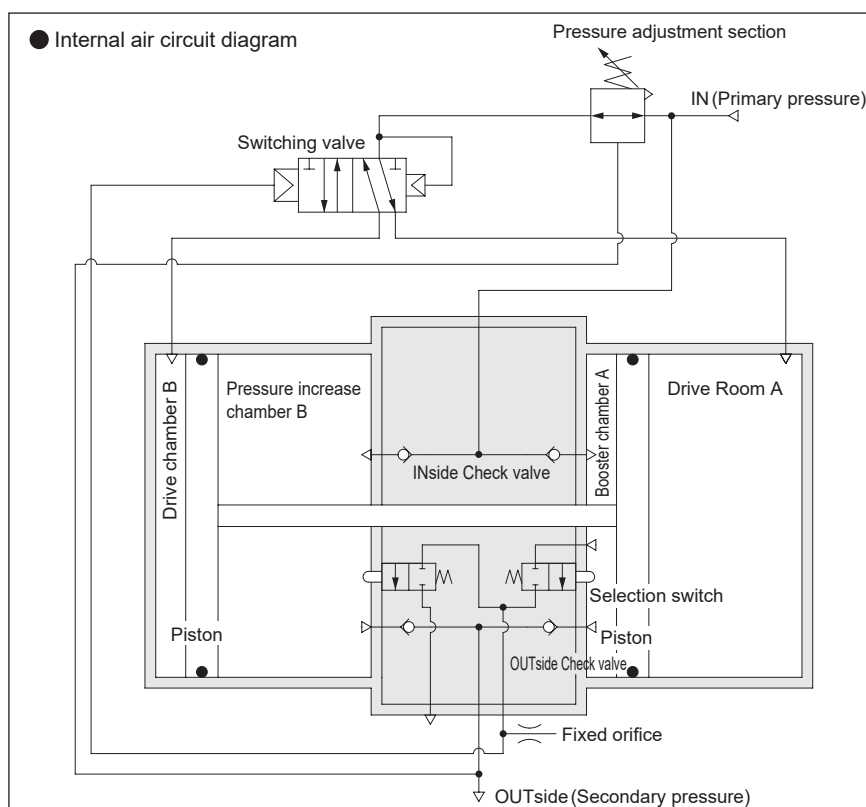 ● Internal air circuit diagram
Pressure adjustment section
IN (Primary pressure)
Switching valve
Drive chamber B
Pressure increase
chamber B
Booster chamber A
Drive Room A
INside Check valve
Selection switch
Piston
Piston
OUTside Check valve
Fixed orifice
OUTside (Secondary pressure)